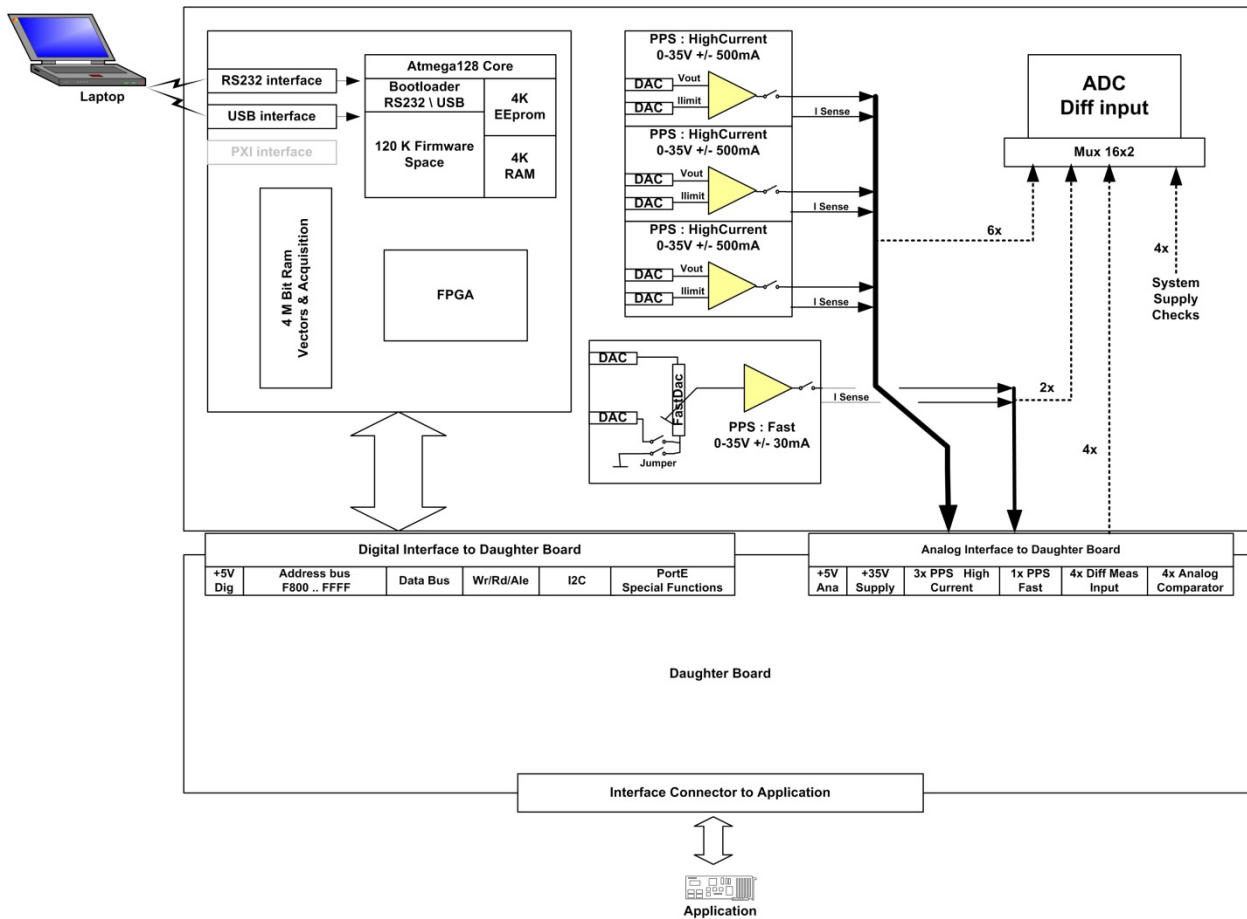 Laptop
RS232 interface
USB interface
PXI interface
Atmega128 Core
Bootloader
RS232 \ USB
4K
EEprom
120 K Firmware
Space
4K
RAM
4 M Bit Ram
Vectors & Acquisition
FPGA
PPS : HighCurrent
0-35V +/- 500mA
DAC
Vout
DAC
Ilimit
I Sense
PPS : HighCurrent
0-35V +/- 500mA
DAC
Vout
DAC
Ilimit
I Sense
PPS : HighCurrent
0-35V +/- 500mA
DAC
Vout
DAC
Ilimit
I Sense
DAC
DAC
FastDac
Jumper
PPS : Fast
0-35V +/- 30mA
I Sense
ADC
Diff input
Mux 16x2
6x
4x
System
Supply
Checks
2x
4x
Digital Interface to Daughter Board
+5V
Dig
Address bus
F800 .. FFFF
Data Bus
Wr/Rd/Ale
I2C
PortE
Special Functions
Analog Interface to Daughter Board
+5V
Ana
+35V
Supply
3x PPS High
Current
1x PPS
Fast
4x Diff Meas
Input
4x Analog
Comparator
Daughter Board
Interface Connector to Application
Application